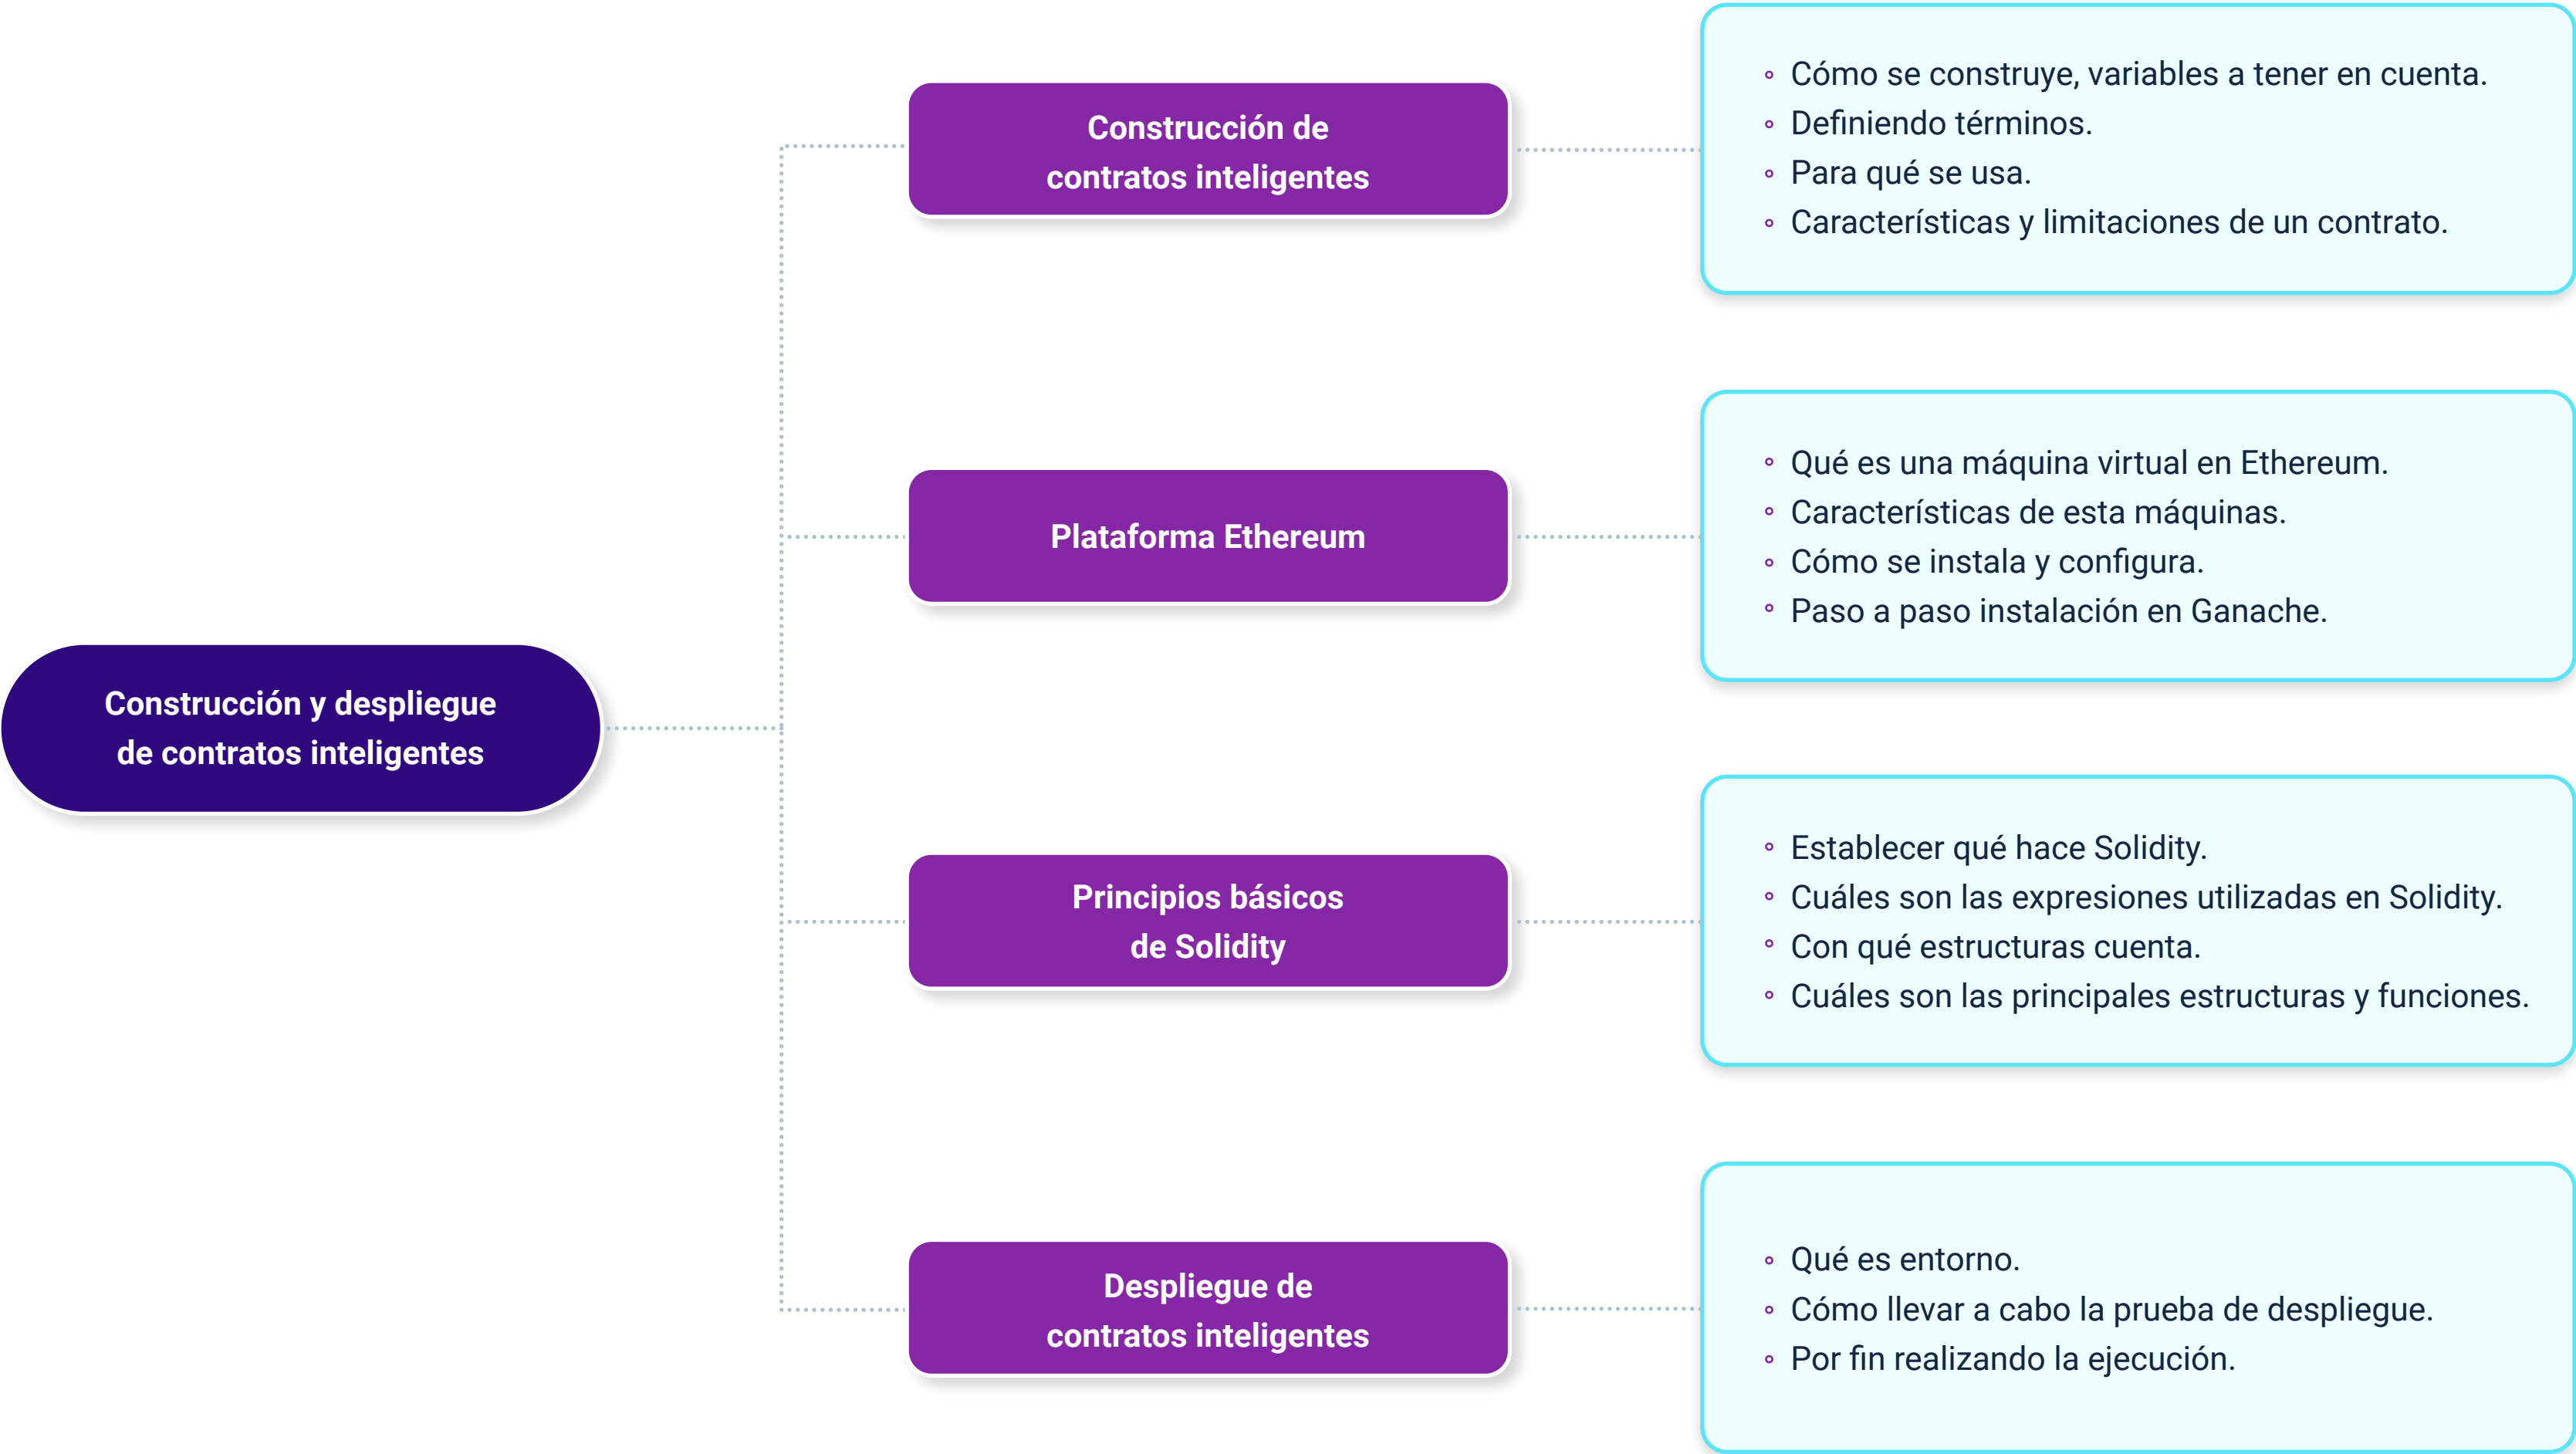 Construcción y despliegue
de contratos inteligentes
Construcción de
contratos inteligentes
Cómo se construye, variables a tener en cuenta.
Definiendo términos.
Para qué se usa.
Características y limitaciones de un contrato.
Plataforma Ethereum
Qué es una máquina virtual en Ethereum.
Características de esta máquinas.
Cómo se instala y configura.
Paso a paso instalación en Ganache.
Principios básicos
de Solidity
Establecer qué hace Solidity.
Cuáles son las expresiones utilizadas en Solidity.
Con qué estructuras cuenta.
Cuáles son las principales estructuras y funciones.
Despliegue de
contratos inteligentes
Qué es entorno.
Cómo llevar a cabo la prueba de despliegue.
Por fin realizando la ejecución.